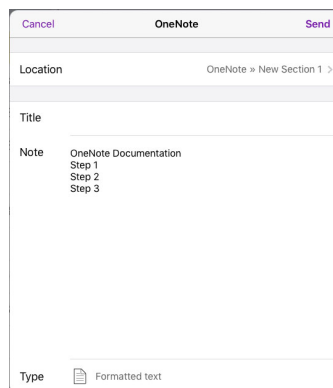 Cancel OneNote Send
Location OneNote » New Section 1 >
Title
Note OneNote Documentation
Step 1
Step 2
Step 3
Type Formatted text